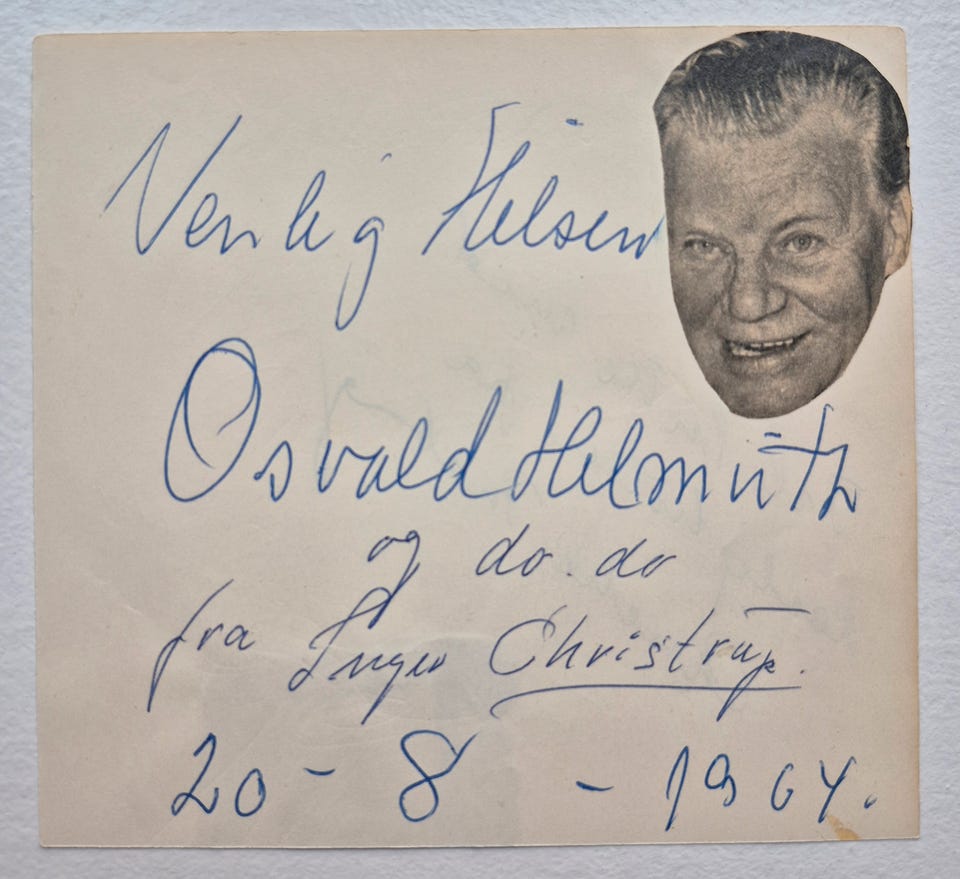 Venlig Hilsen
Osvald Helmuth
og do. do
fra Inger Christrup.
20 - 8 - 1964.